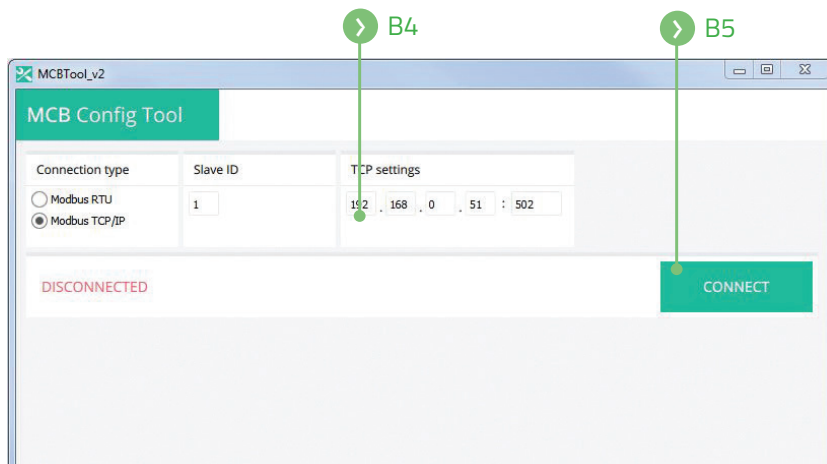 B4
B5
MCBTool_v2
MCB Config Tool
Connection type
Slave ID
TCP settings
Modbus RTU
Modbus TCP/IP
1
192 . 168 . 0 . 51 : 502
DISCONNECTED
CONNECT